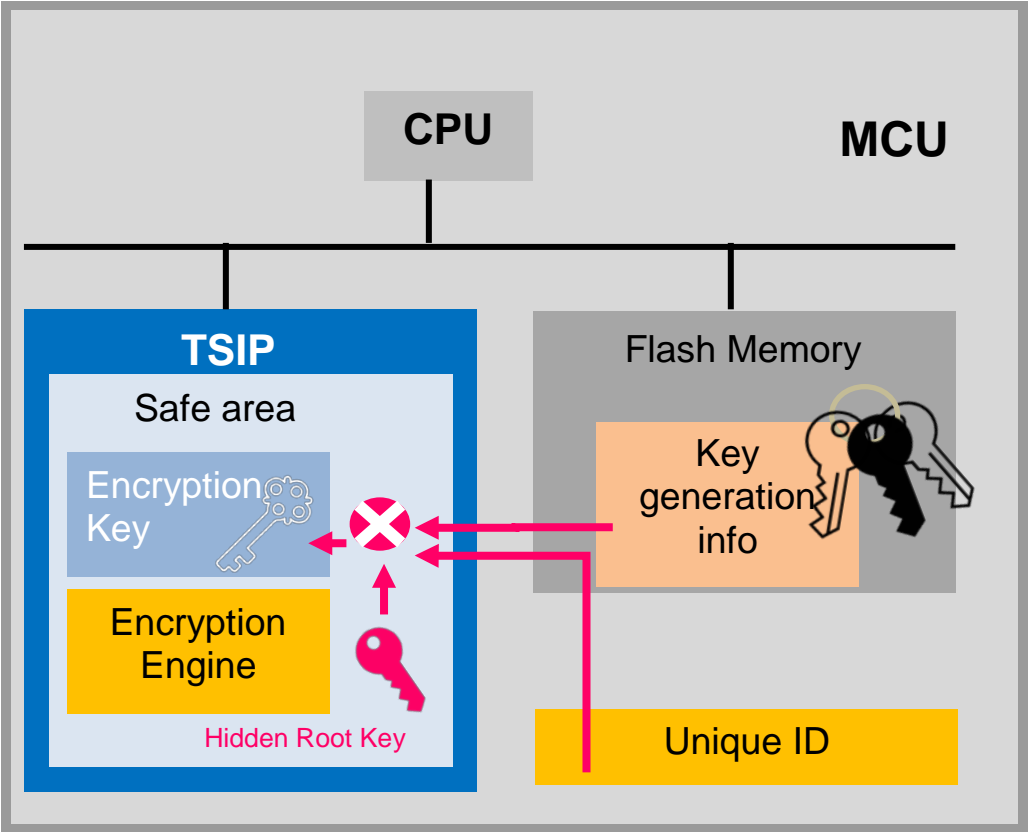 CPU
MCU
TSIP
Safe area
Encryption
Key
Encryption
Engine
Hidden Root Key
Flash Memory
Key
generation
info
Unique ID